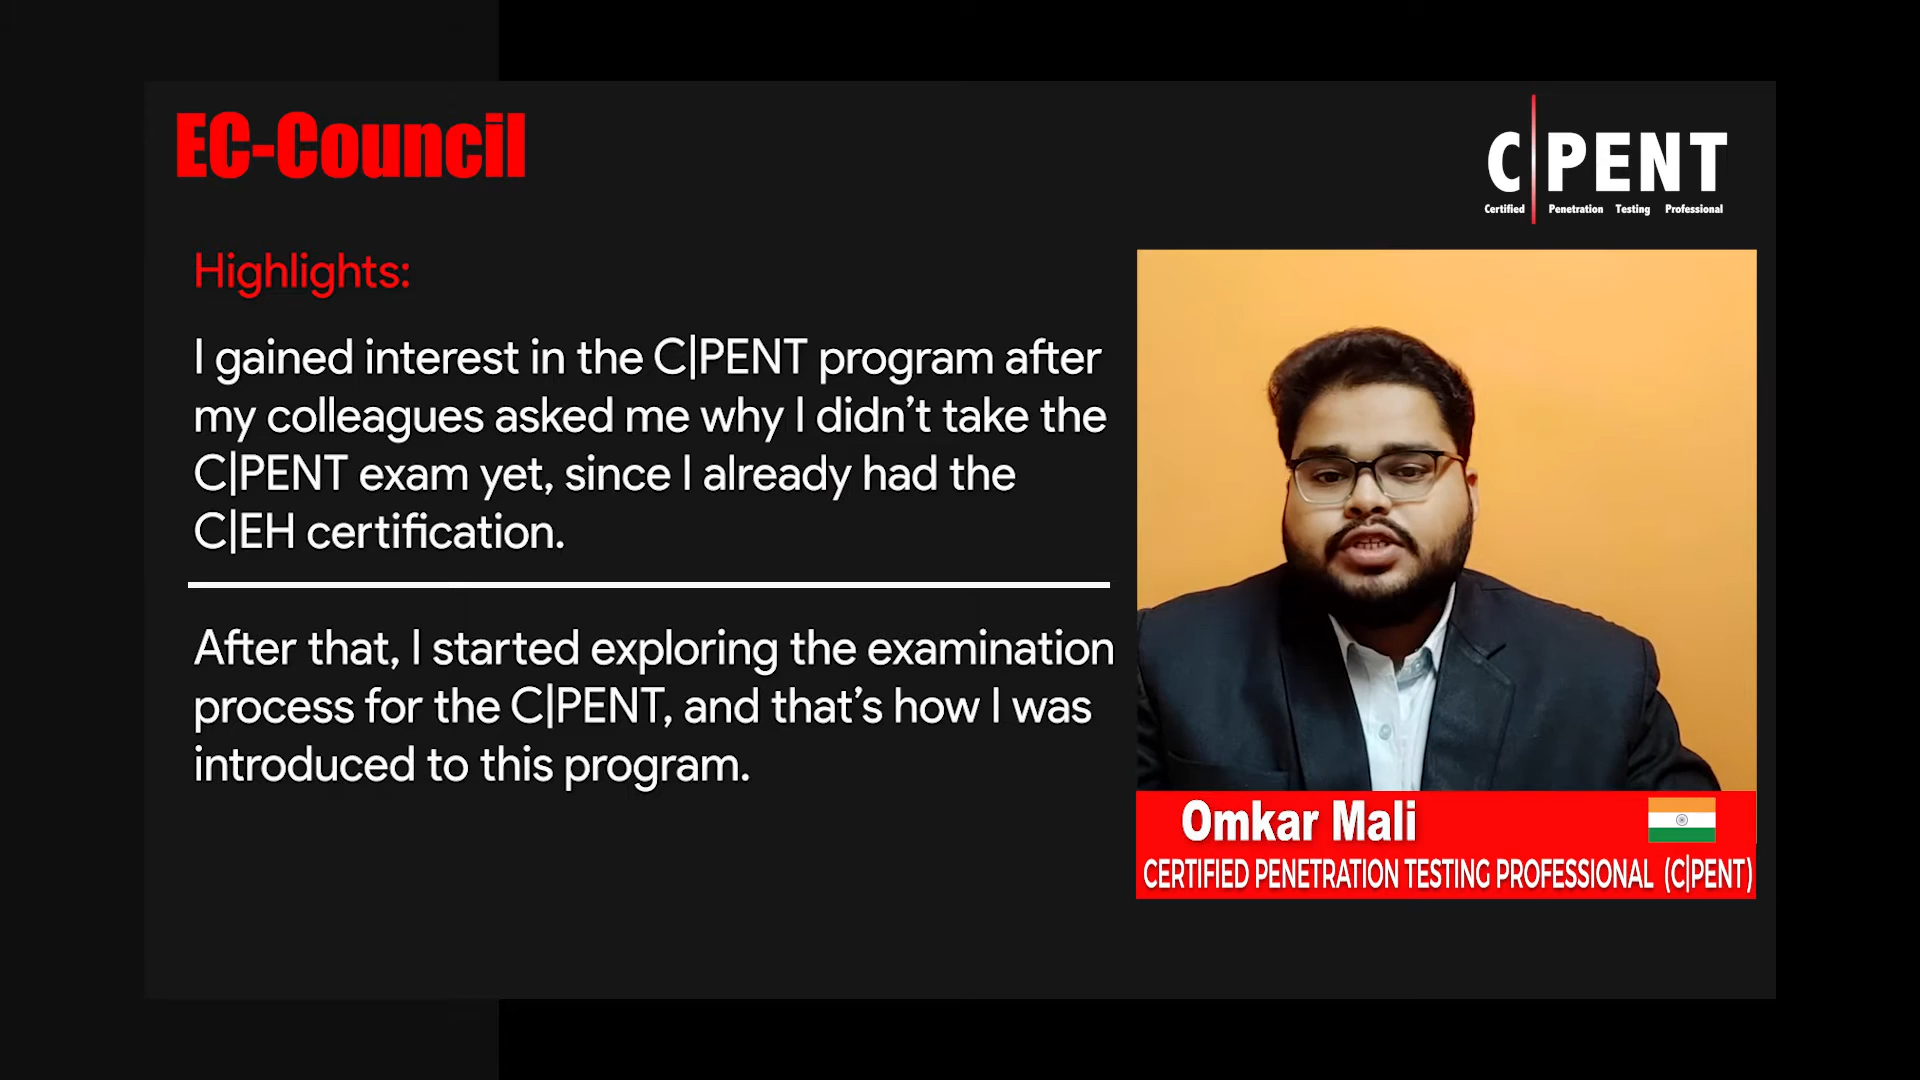 EC-Council
C|PENT
Certified Penetration Testing Professional
Highlights:
I gained interest in the C|PENT program after
my colleagues asked me why I didn’t take the
C|PENT exam yet, since I already had the
C|EH certification.
After that, I started exploring the examination
process for the C|PENT, and that’s how I was
introduced to this program.
Omkar Mali
CERTIFIED PENETRATION TESTING PROFESSIONAL (C|PENT)